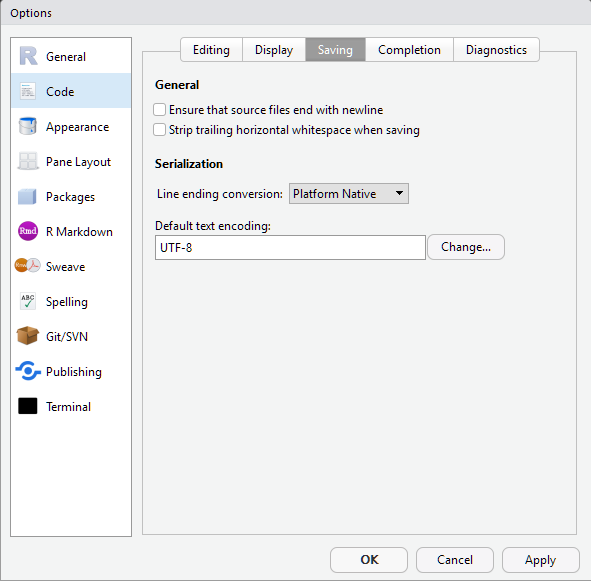 Options
General
Code
Appearance
Pane Layout
Packages
Rmd R Markdown
Sweave
ABC Spelling
Git/SVN
Publishing
Terminal
Editing Display Saving Completion Diagnostics
General
Ensure that source files end with newline
Strip trailing horizontal whitespace when saving
Serialization
Line ending conversion: Platform Native
Default text encoding:
UTF-8 Change...
OK Cancel Apply